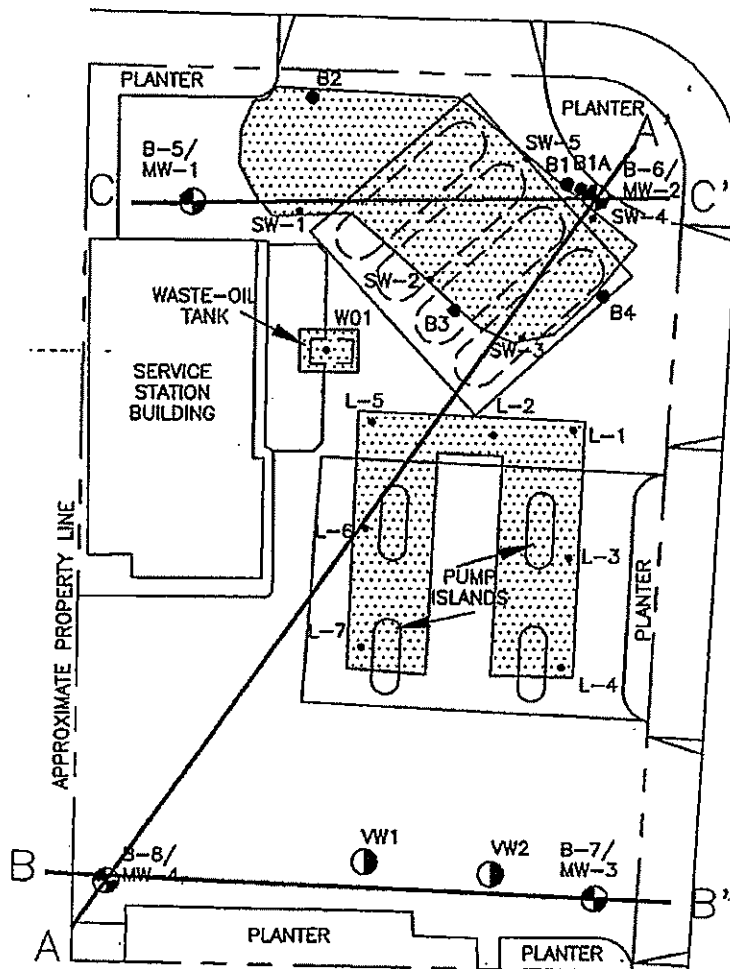 PLANTER
B2
PLANTER
A'
SW-5
B-5/
MW-1
B1
B1A
B-6/
MW-2
C
C'
SW-1
SW-4
SW-2
WASTE-OIL
TANK
WO1
B3
B4
SW-3
SERVICE
STATION
BUILDING
L-5
L-2
L-1
L-6
L-3
PUMP
ISLANDS
PLANTER
L-7
L-4
APPROXIMATE PROPERTY LINE
B
B-8/
MW-4
VW1
VW2
B-7/
MW-3
B'
A
PLANTER
PLANTER